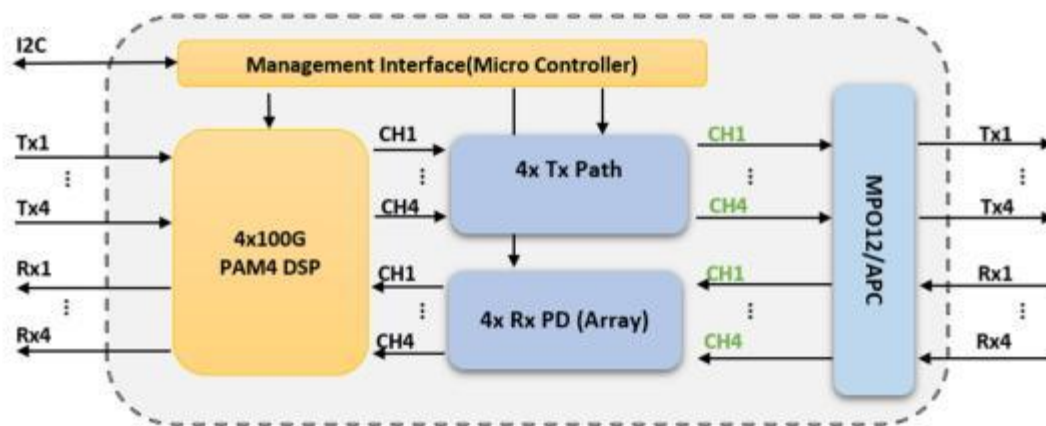 I2C
Management Interface(Micro Controller)
Tx1
CH1
CH1
Tx1
4x Tx Path
Tx4
CH4
CH4
Tx4
4x100G
PAM4 DSP
MPO12/APC
Rx1
CH1
CH1
Rx1
4x Rx PD (Array)
Rx4
CH4
CH4
Rx4